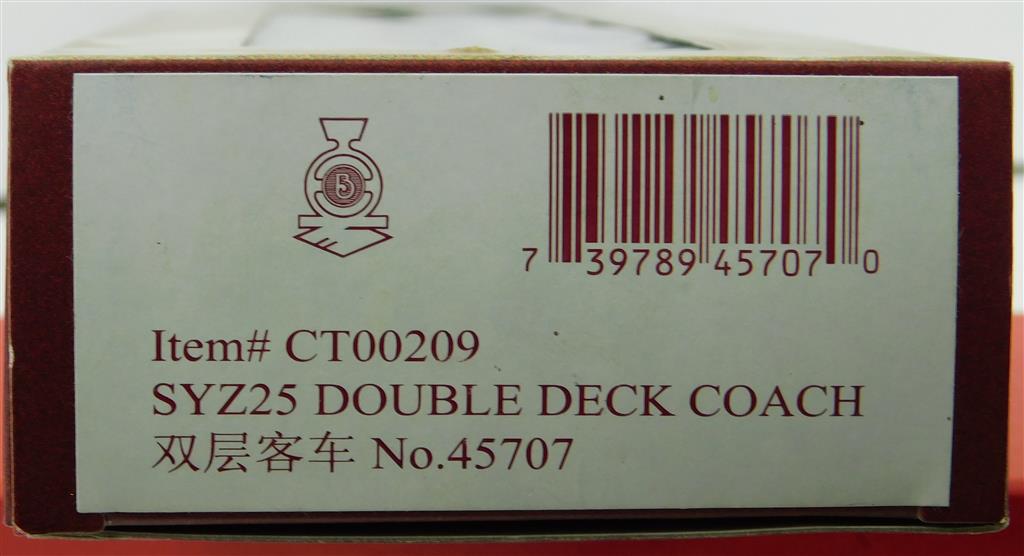 7 39789 45707 0
Item# CT00209
SYZ25 DOUBLE DECK COACH
双层客车 No.45707